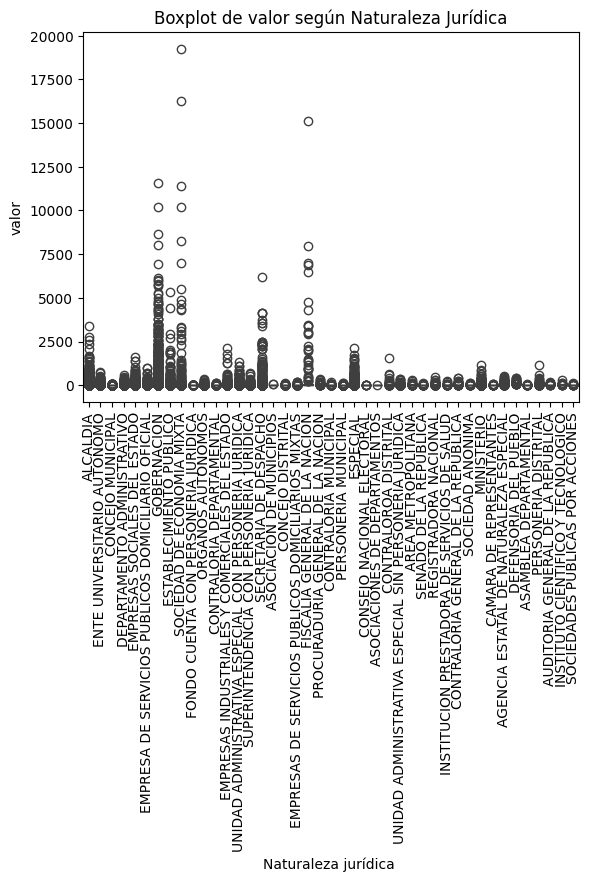 Boxplot de valor según Naturaleza Jurídica
valor
20000
17500
15000
12500
10000
7500
5000
2500
0
ALCALDIA
ENTE UNIVERSITARIO AUTONOMO
CONCEJO MUNICIPAL
DEPARTAMENTO ADMINISTRATIVO
EMPRESAS SOCIALES DEL ESTADO
EMPRESA DE SERVICIOS PUBLICOS DOMICILIARIO OFICIAL
GOBERNACION
ESTABLECIMIENTO PUBLICO
SOCIEDAD DE ECONOMIA MIXTA
FONDO CUENTA CON PERSONERIA JURIDICA
ORGANOS AUTONOMOS
CONTRALORIA DEPARTAMENTAL
EMPRESAS INDUSTRIALES Y COMERCIALES DEL ESTADO
UNIDAD ADMINISTRATIVA ESPECIAL CON PERSONERIA JURIDICA
SUPERINTENDENCIA CON PERSONERIA JURIDICA
SECRETARIA DE DESPACHO
ASOCIACION DE MUNICIPIOS
CONCEJO DISTRITAL
EMPRESAS DE SERVICIOS PUBLICOS DOMICILIARIOS MIXTAS
FISCALIA GENERAL DE LA NACION
PROCURADURIA GENERAL DE LA NACION
CONTRALORIA MUNICIPAL
PERSONERIA MUNICIPAL
ESPECIAL
CONSEJO NACIONAL ELECTORAL
ASOCIACIONES DE DEPARTAMENTOS
CONTRALOROA DISTRITAL
UNIDAD ADMINISTRATIVA ESPECIAL SIN PERSONERIA JURIDICA
AREA METROPOLITANA
SENADO DE LA REPUBLICA
REGISTRADORIA NACIONAL
INSTITUCION PRESTADORA DE SERVICIOS DE SALUD
CONTRALORIA GENERAL DE LA REPUBLICA
SOCIEDAD ANONIMA
MINISTERIO
CAMARA DE REPRESENTANTES
AGENCIA ESTATAL DE NATURALEZA ESPECIAL
DEFENSORIA DEL PUEBLO
ASAMBLEA DEPARTAMENTAL
PERSONERIA DISTRITAL
AUDITORIA GENERAL DE LA REPUBLICA
INSTITUTO CIENTIFICO Y TECNOLOGICO
SOCIEDADES PUBLICAS POR ACCIONES
Naturaleza jurídica